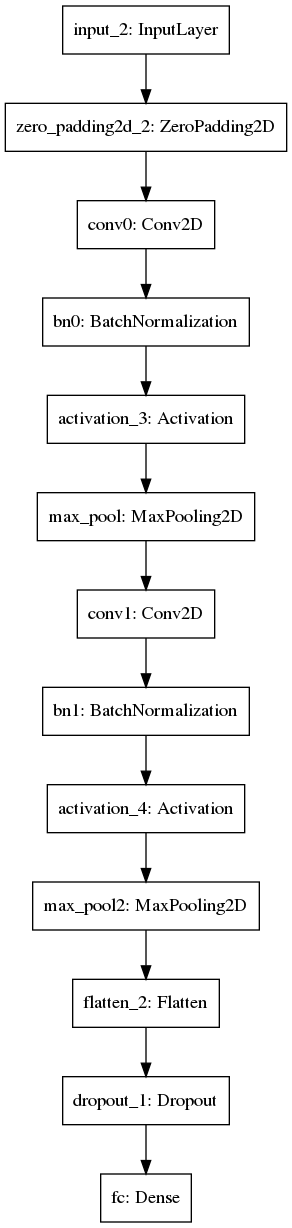 input_2: InputLayer
zero_padding2d_2: ZeroPadding2D
conv0: Conv2D
bn0: BatchNormalization
activation_3: Activation
max_pool: MaxPooling2D
conv1: Conv2D
bn1: BatchNormalization
activation_4: Activation
max_pool2: MaxPooling2D
flatten_2: Flatten
dropout_1: Dropout
fc: Dense